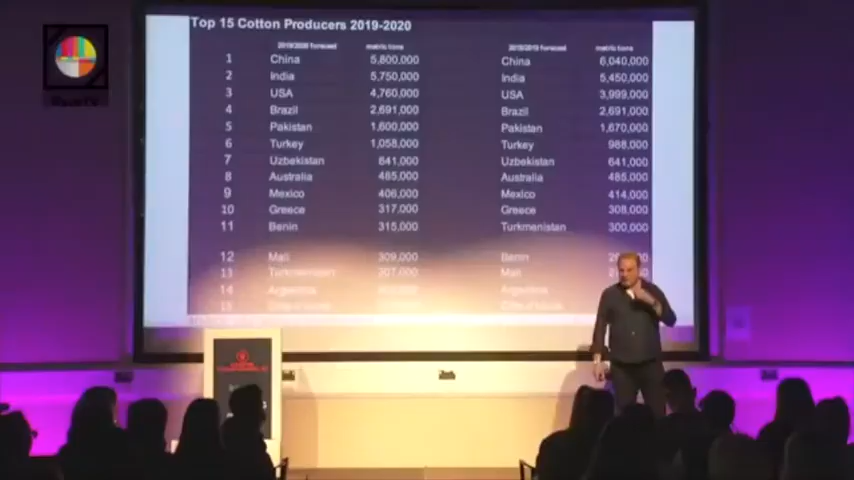 Top 15 Cotton Producers 2019-2020
2019/2020 forecast metric tons 2018/2019 forecast metric tons
1 China 5,800,000 China 6,040,000
2 India 5,750,000 India 5,450,000
3 USA 4,760,000 USA 3,999,000
4 Brazil 2,691,000 Brazil 2,691,000
5 Pakistan 1,600,000 Pakistan 1,670,000
6 Turkey 1,058,000 Turkey 988,000
7 Uzbekistan 641,000 Uzbekistan 641,000
8 Australia 485,000 Australia 485,000
9 Mexico 406,000 Mexico 414,000
10 Greece 317,000 Greece 308,000
11 Benin 315,000 Turkmenistan 300,000
12 Mali 309,000 Benin
13 Turkmenistan Mali
14 Argentina Argentina
15